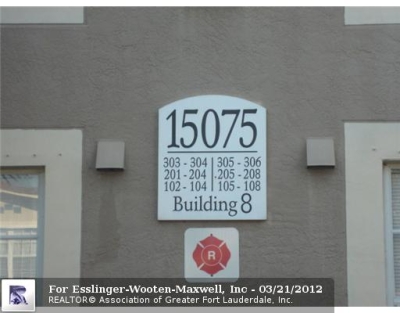 15075
303 - 304 | 305 - 306
201 - 204 | .205 - 208
102 - 104 | 105 - 108
Building 8
R
For Esslinger-Wooten-Maxwell, Inc - 03/21/2012
REALTOR© Association of Greater Fort Lauderdale, Inc.